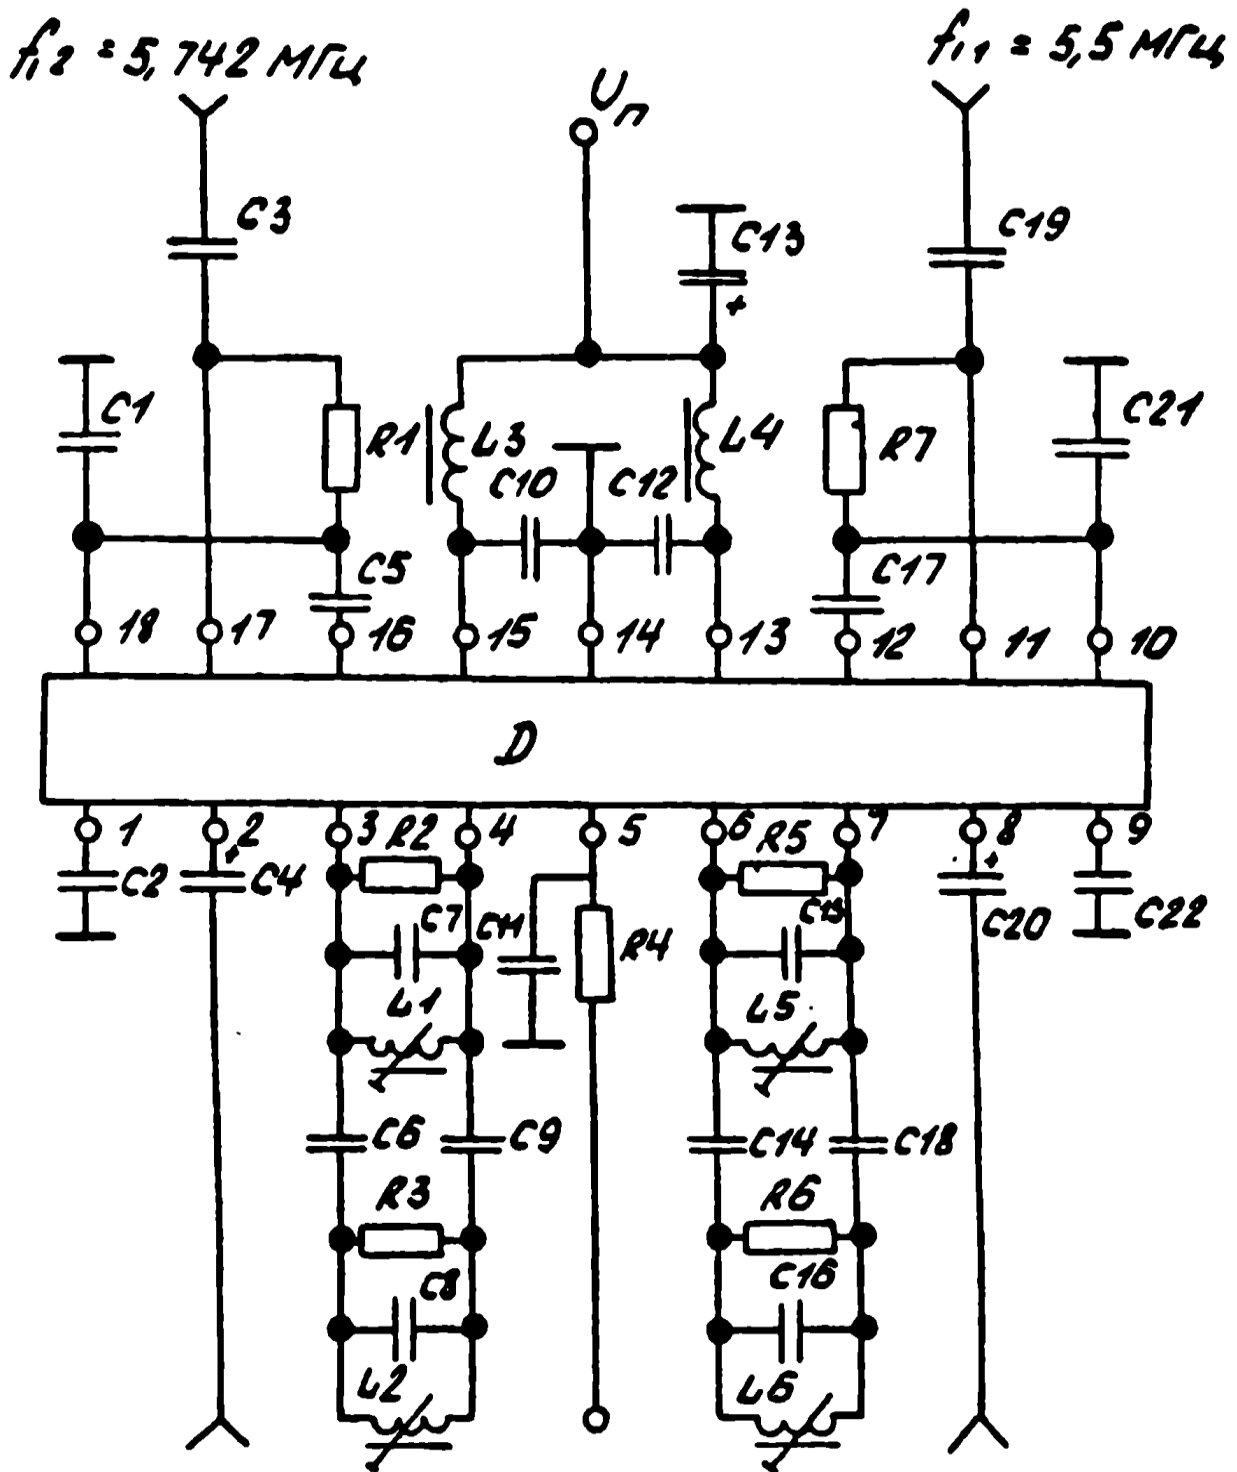 f₁₂ = 5,742 МГц
f₁₁ = 5,5 МГц
Uп
C3
C13
C19
C1
R1
L3
L4
R7
C21
C10
C12
C5
C17
18
17
16
15
14
13
12
11
10
D
1
2
3
4
5
6
7
8
9
R2
R5
+
C2
+
C4
C7
C11
R4
C15
+
C20
C22
L1
L5
C6
C9
C14
C18
R3
R6
C8
C16
L2
L6